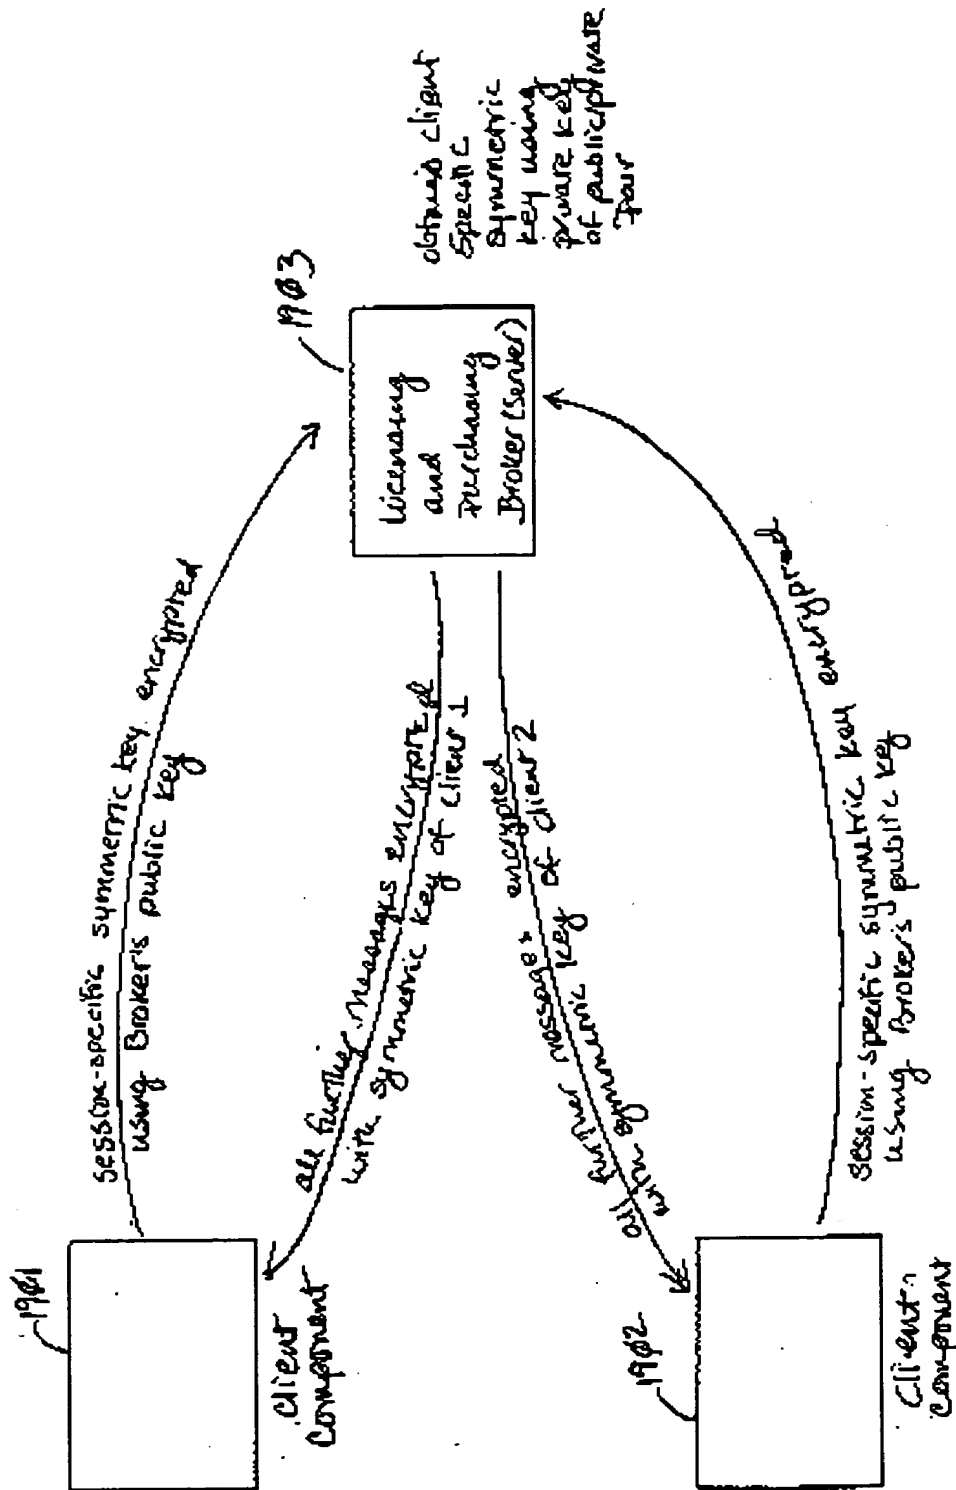 1901
Client
Component
session-specific symmetric key encrypted
using Broker's public key
all further messages encrypted
with symmetric key of client 1
1903
Licensing
and
Purchasing
Broker (server)
obtains client
specific
symmetric
key using
private key
of public/private
pair
all further messages encrypted
with symmetric key of client 2
1902
Client
component
session-specific symmetric key encrypted
using Broker's public key